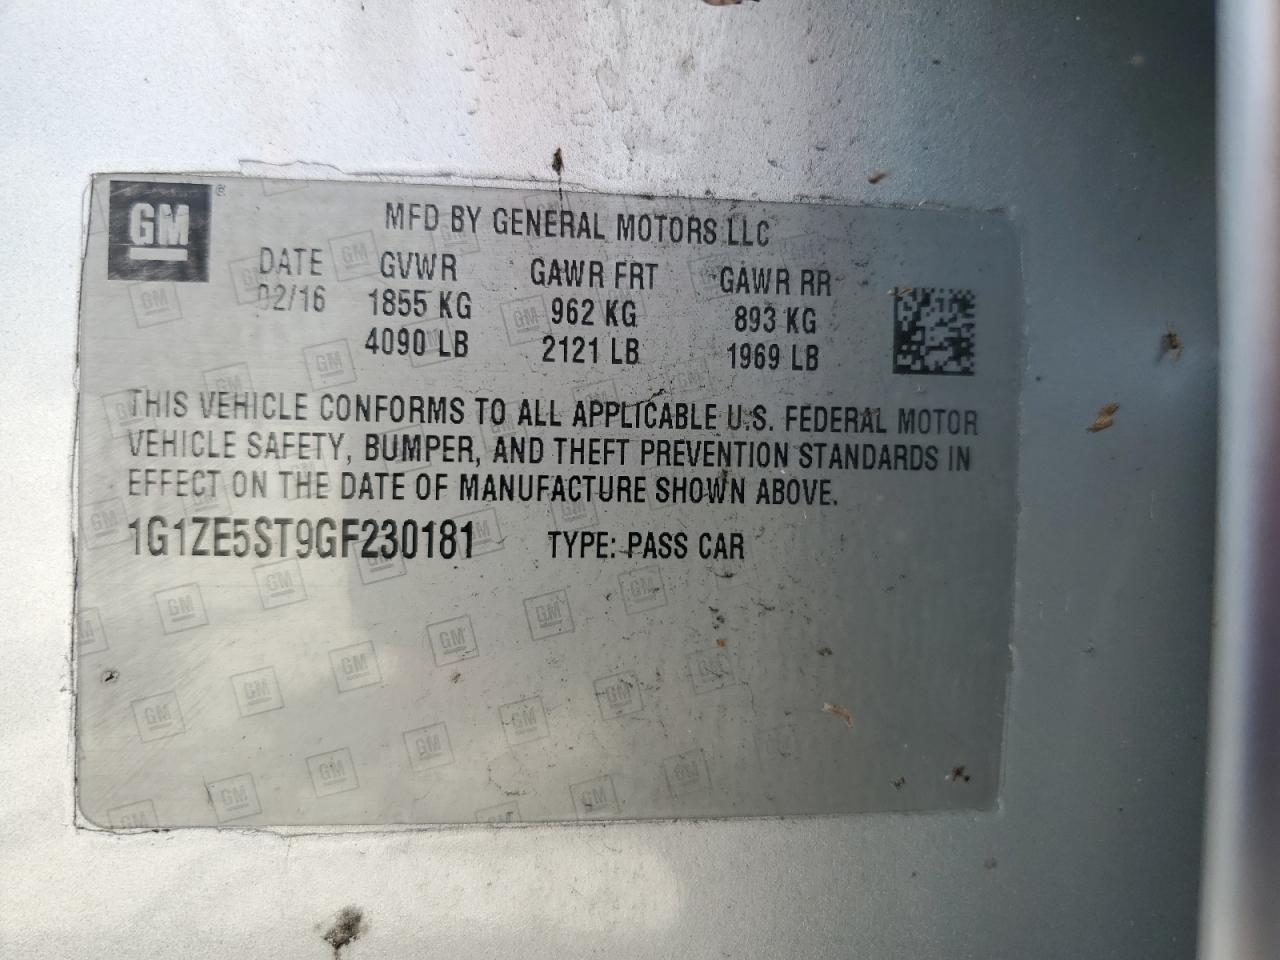 GM ®
MFD BY GENERAL MOTORS LLC
DATE GVWR GAWR FRT GAWR RR
02/16 1855 KG 962 KG 893 KG
4090 LB 2121 LB 1969 LB
THIS VEHICLE CONFORMS TO ALL APPLICABLE U.S. FEDERAL MOTOR
VEHICLE SAFETY, BUMPER, AND THEFT PREVENTION STANDARDS IN
EFFECT ON THE DATE OF MANUFACTURE SHOWN ABOVE.
1G1ZE5ST9GF230181 TYPE: PASS CAR